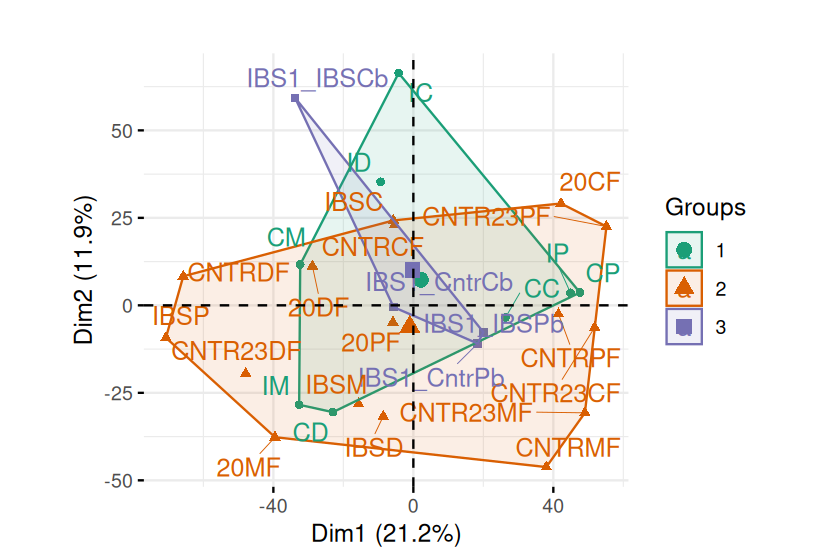 IBS1_IBSCb
IC
ID
20CF
IBSC
CNTR23PF
CM
CNTRCF
IP
CNTRDF
IBS1_CntrCb
CC
CP
20DF
IBSP
IBS1_IBSPb
20PF
CNTR23DF
CNTRPF
IM
IBSM
IBS1_CntrPb
CNTR23CF
CNTR23MF
CD
IBSD
CNTRMF
20MF
50
25
0
-25
-50
-40
0
40
Dim1 (21.2%)
Dim2 (11.9%)
Groups
1
2
3